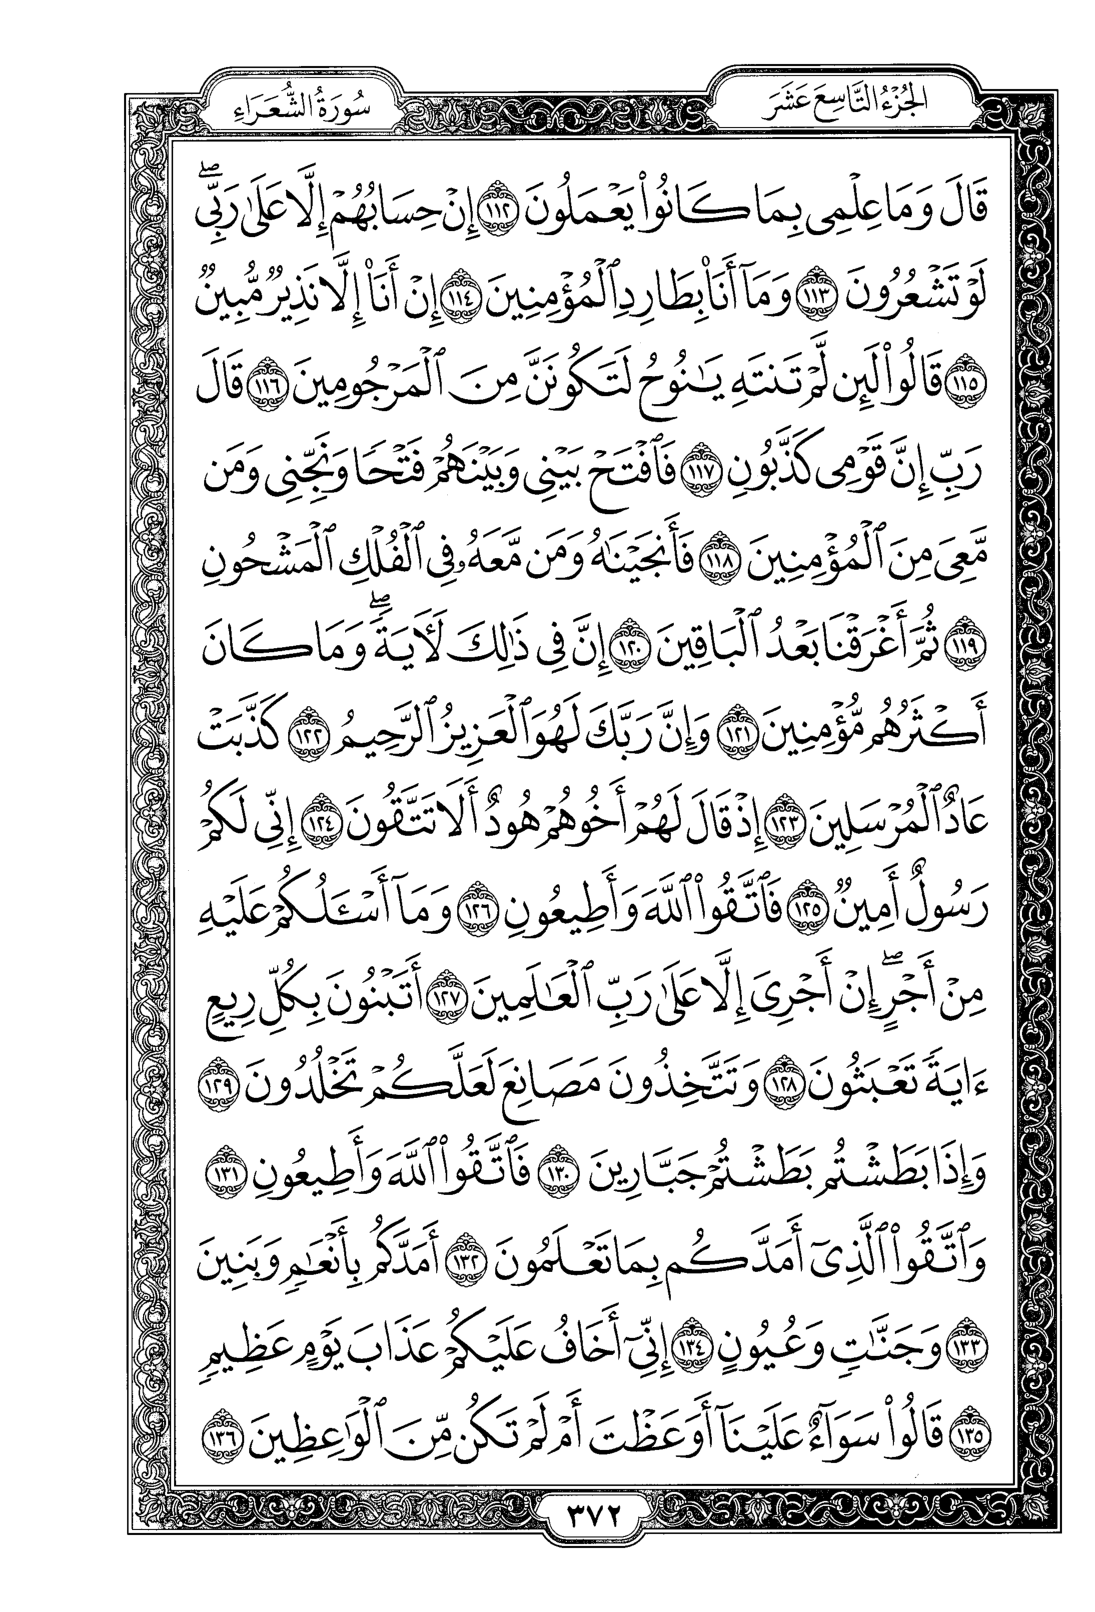 الجُزْءُ التَّاسِعَ عَشَرَ
سُورَةُ الشُّعَرَاءِ
قَالَ وَمَا عِلْمِى بِمَا كَانُوا۟ يَعْمَلُونَ ١١٢ إِنْ حِسَابُهُمْ إِلَّا عَلَىٰ رَبِّىۖ
لَوْ تَشْعُرُونَ ١١٣ وَمَآ أَنَا۠ بِطَارِدِ ٱلْمُؤْمِنِينَ ١١٤ إِنْ أَنَا۠ إِلَّا نَذِيرٌ مُّبِينٌ
١١٥ قَالُوا۟ لَئِن لَّمْ تَنتَهِ يَـٰنُوحُ لَتَكُونَنَّ مِنَ ٱلْمَرْجُومِينَ ١١٦ قَالَ
رَبِّ إِنَّ قَوْمِى كَذَّبُونِ ١١٧ فَٱفْتَحْ بَيْنِى وَبَيْنَهُمْ فَتْحًا وَنَجِّنِى وَمَن
مَّعِىَ مِنَ ٱلْمُؤْمِنِينَ ١١٨ فَأَنجَيْنَـٰهُ وَمَن مَّعَهُۥ فِى ٱلْفُلْكِ ٱلْمَشْحُونِ
١١٩ ثُمَّ أَغْرَقْنَا بَعْدُ ٱلْبَاقِينَ ١٢٠ إِنَّ فِى ذَٰلِكَ لَـَٔايَةًۖ وَمَا كَانَ
أَكْثَرُهُم مُّؤْمِنِينَ ١٢١ وَإِنَّ رَبَّكَ لَهُوَ ٱلْعَزِيزُ ٱلرَّحِيمُ ١٢٢ كَذَّبَتْ
عَادٌ ٱلْمُرْسَلِينَ ١٢٣ إِذْ قَالَ لَهُمْ أَخُوهُمْ هُودٌ أَلَا تَتَّقُونَ ١٢٤ إِنِّى لَكُمْ
رَسُولٌ أَمِينٌ ١٢٥ فَٱتَّقُوا۟ ٱللَّهَ وَأَطِيعُونِ ١٢٦ وَمَآ أَسْـَٔلُكُمْ عَلَيْهِ
مِنْ أَجْرٍۖ إِنْ أَجْرِىَ إِلَّا عَلَىٰ رَبِّ ٱلْعَـٰلَمِينَ ١٢٧ أَتَبْنُونَ بِكُلِّ رِيعٍ
ءَايَةً تَعْبَثُونَ ١٢٨ وَتَتَّخِذُونَ مَصَانِعَ لَعَلَّكُمْ تَخْلُدُونَ ١٢٩
وَإِذَا بَطَشْتُم بَطَشْتُمْ جَبَّارِينَ ١٣٠ فَٱتَّقُوا۟ ٱللَّهَ وَأَطِيعُونِ ١٣١
وَٱتَّقُوا۟ ٱلَّذِىٓ أَمَدَّكُم بِمَا تَعْلَمُونَ ١٣٢ أَمَدَّكُم بِأَنْعَـٰمٍ وَبَنِينَ
١٣٣ وَجَنَّـٰتٍ وَعُيُونٍ ١٣٤ إِنِّىٓ أَخَافُ عَلَيْكُمْ عَذَابَ يَوْمٍ عَظِيمٍ
١٣٥ قَالُوا۟ سَوَآءٌ عَلَيْنَآ أَوَعَظْتَ أَمْ لَمْ تَكُن مِّنَ ٱلْوَٰعِظِينَ ١٣٦
٣٧٢